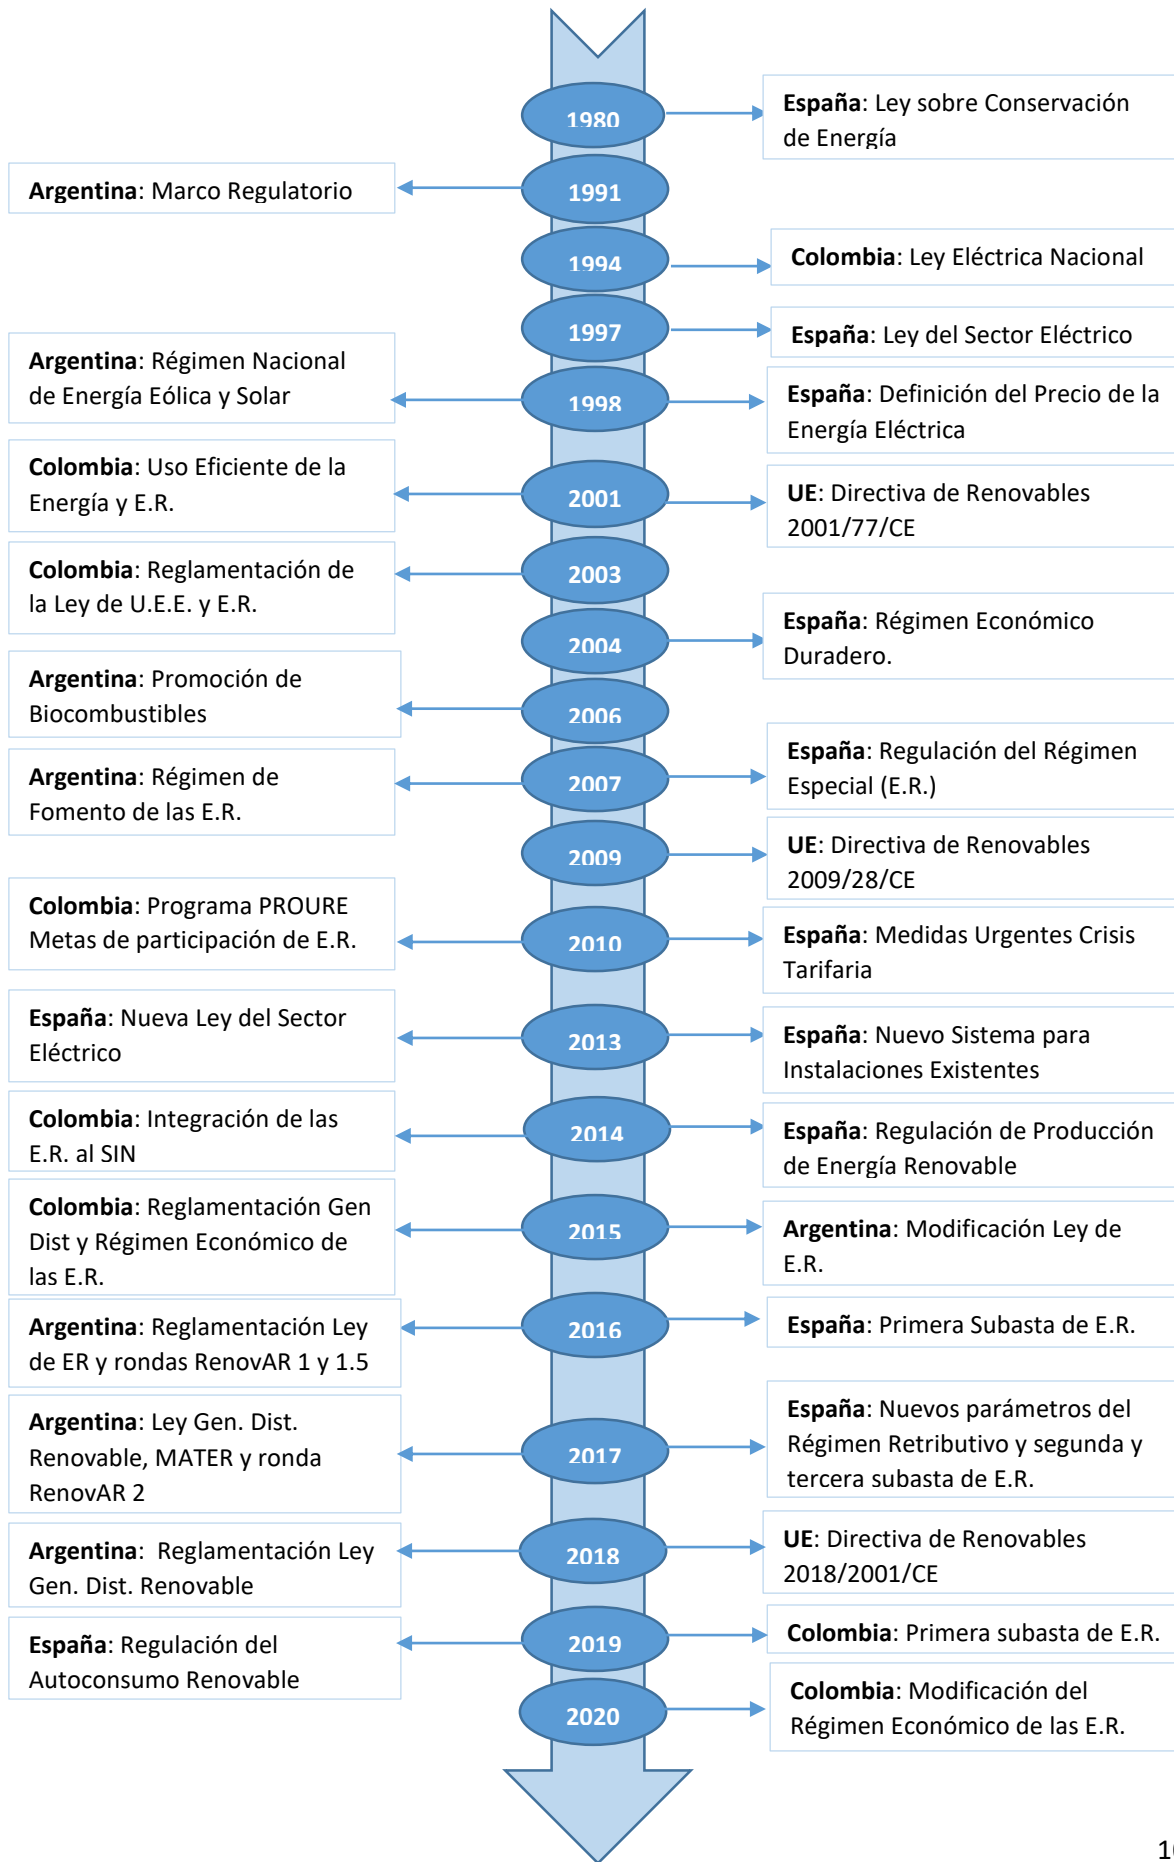 1980
España: Ley sobre Conservación
de Energía
Argentina: Marco Regulatorio
1991
1994
Colombia: Ley Eléctrica Nacional
1997
España: Ley del Sector Eléctrico
Argentina: Régimen Nacional
de Energía Eólica y Solar
1998
España: Definición del Precio de la
Energía Eléctrica
Colombia: Uso Eficiente de la
Energía y E.R.
2001
UE: Directiva de Renovables
2001/77/CE
Colombia: Reglamentación de
la Ley de U.E.E. y E.R.
2003
2004
España: Régimen Económico
Duradero.
Argentina: Promoción de
Biocombustibles
2006
Argentina: Régimen de
Fomento de las E.R.
2007
España: Regulación del Régimen
Especial (E.R.)
2009
UE: Directiva de Renovables
2009/28/CE
Colombia: Programa PROURE
Metas de participación de E.R.
2010
España: Medidas Urgentes Crisis
Tarifaria
España: Nueva Ley del Sector
Eléctrico
2013
España: Nuevo Sistema para
Instalaciones Existentes
Colombia: Integración de las
E.R. al SIN
2014
España: Regulación de Producción
de Energía Renovable
Colombia: Reglamentación Gen
Dist y Régimen Económico de
las E.R.
2015
Argentina: Modificación Ley de
E.R.
Argentina: Reglamentación Ley
de ER y rondas RenovAR 1 y 1.5
2016
España: Primera Subasta de E.R.
Argentina: Ley Gen. Dist.
Renovable, MATER y ronda
RenovAR 2
2017
España: Nuevos parámetros del
Régimen Retributivo y segunda y
tercera subasta de E.R.
Argentina:  Reglamentación Ley
Gen. Dist. Renovable
2018
UE: Directiva de Renovables
2018/2001/CE
España: Regulación del
Autoconsumo Renovable
2019
Colombia: Primera subasta de E.R.
2020
Colombia: Modificación del
Régimen Económico de las E.R.